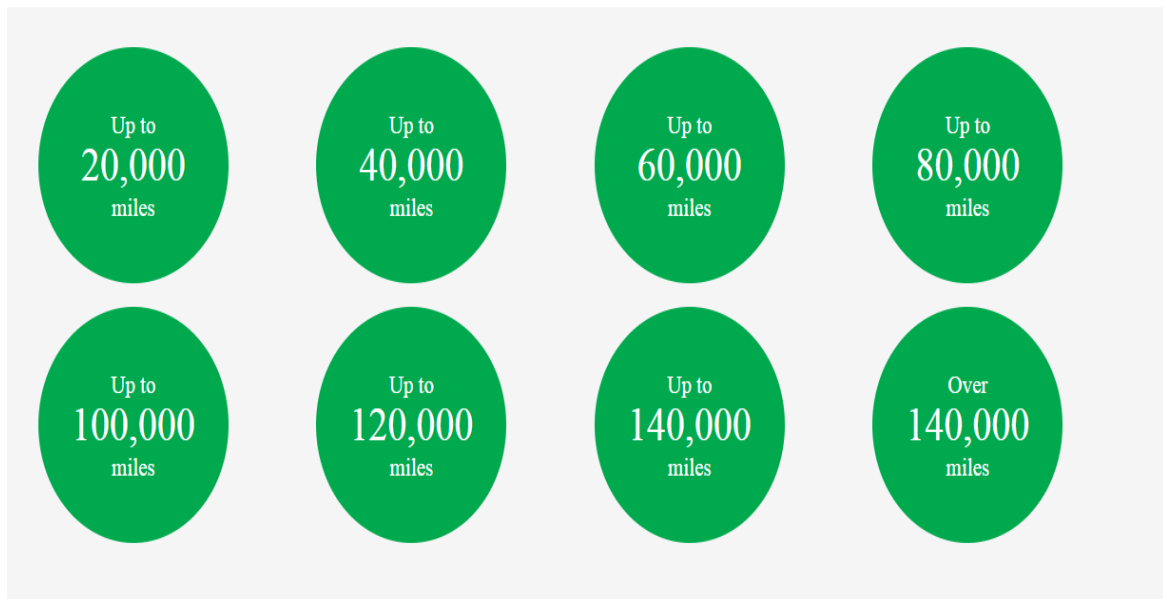 Up to
20,000
miles
Up to
40,000
miles
Up to
60,000
miles
Up to
80,000
miles
Up to
100,000
miles
Up to
120,000
miles
Up to
140,000
miles
Over
140,000
miles